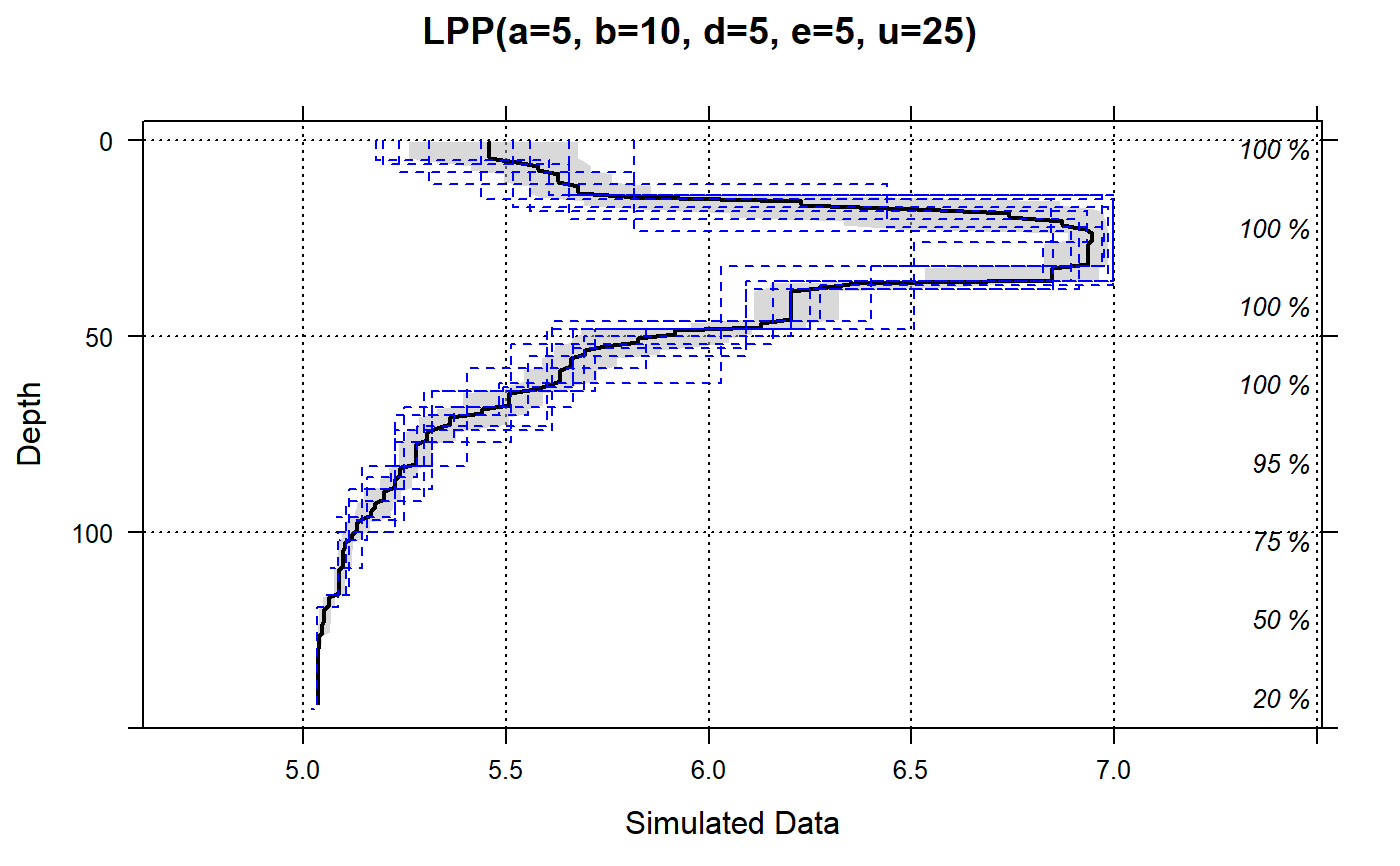 LPP(a=5, b=10, d=5, e=5, u=25)
0
100 %
100 %
100 %
50
100 %
95 %
100
75 %
50 %
20 %
Depth
5.0 5.5 6.0 6.5 7.0
Simulated Data